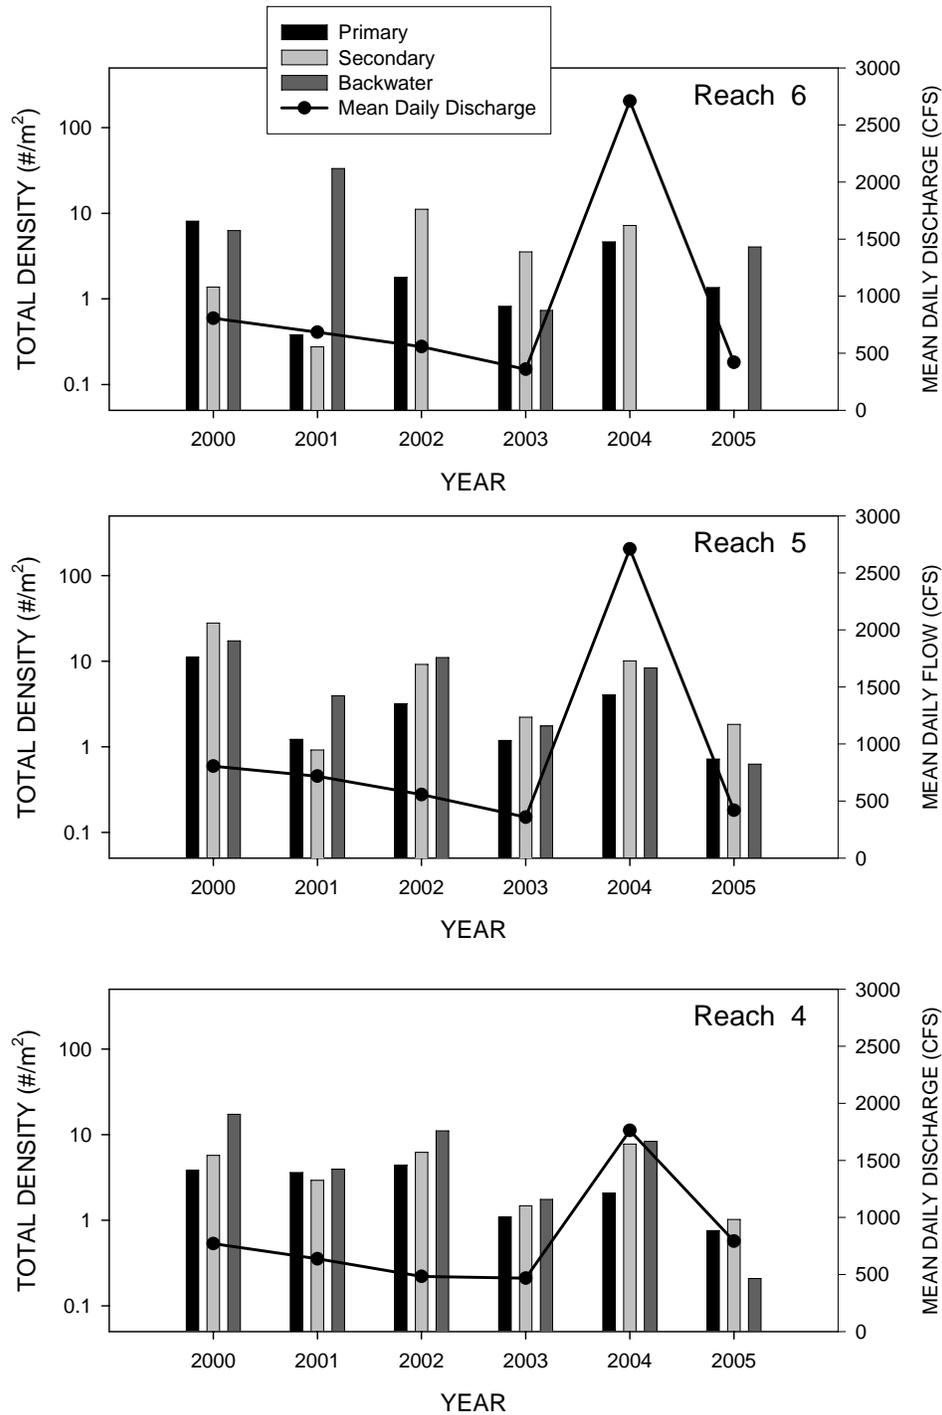 Primary
Secondary
Backwater
Mean Daily Discharge
Reach 6
TOTAL DENSITY (#/m²)
100
10
1
0.1
3000
2500
2000
1500
1000
500
0
MEAN DAILY DISCHARGE (CFS)
2000 2001 2002 2003 2004 2005
YEAR
Reach 5
TOTAL DENSITY (#/m²)
100
10
1
0.1
3000
2500
2000
1500
1000
500
0
MEAN DAILY FLOW (CFS)
2000 2001 2002 2003 2004 2005
YEAR
Reach 4
TOTAL DENSITY (#/m²)
100
10
1
0.1
3000
2500
2000
1500
1000
500
0
MEAN DAILY DISCHARGE (CFS)
2000 2001 2002 2003 2004 2005
YEAR